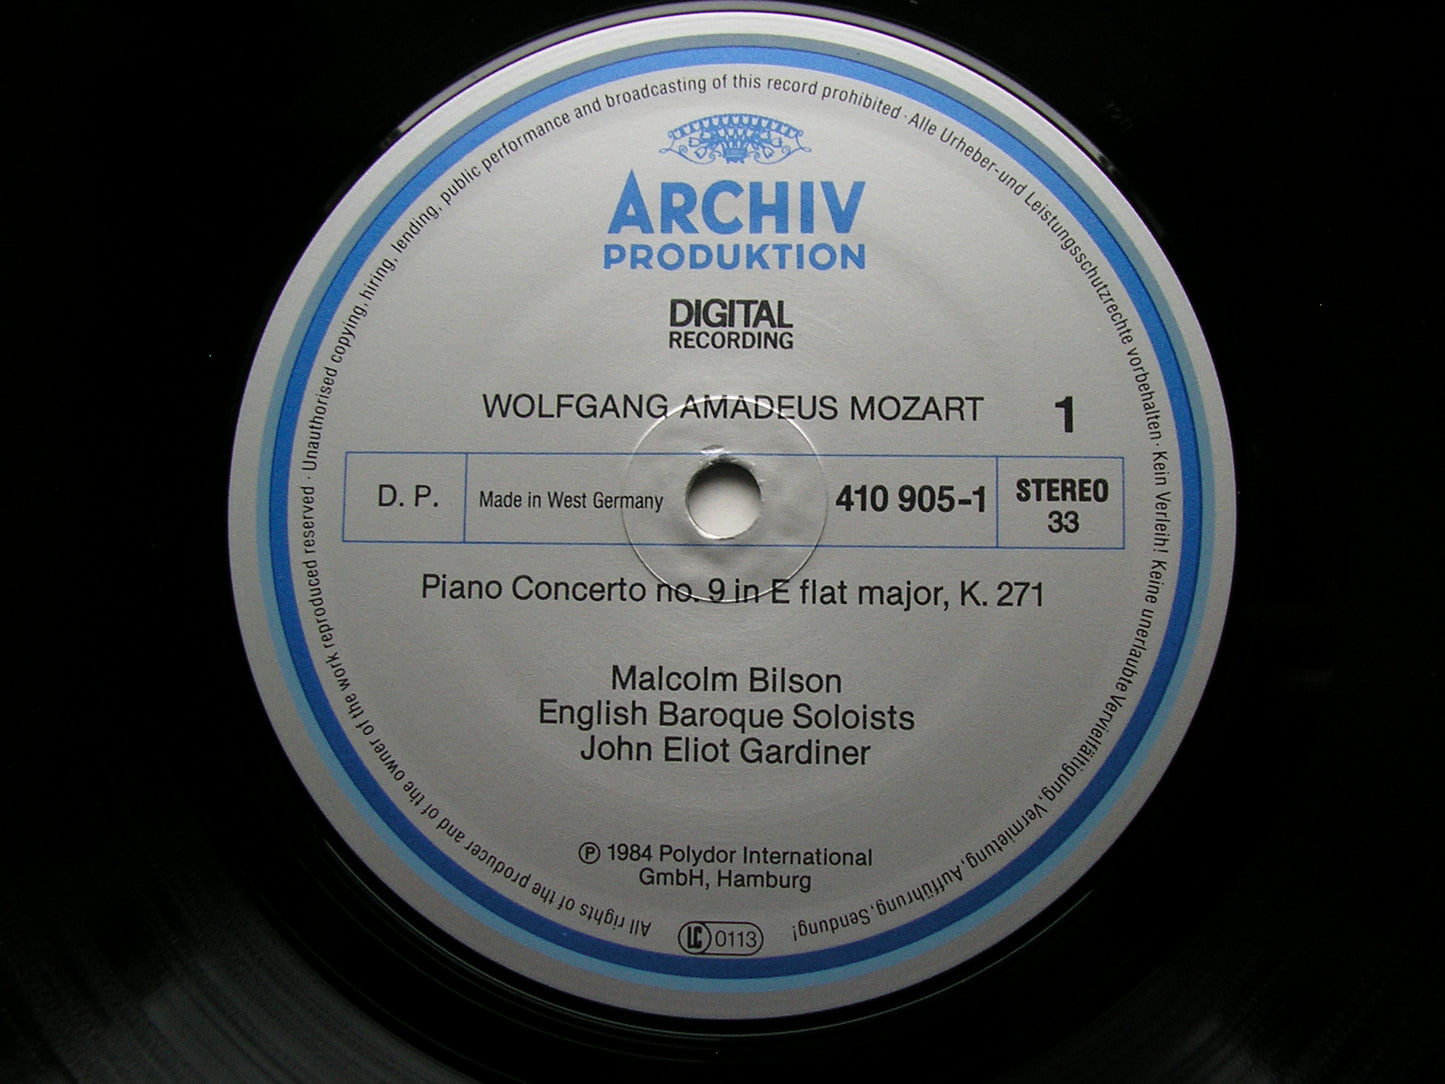 All rights of the producer and of the owner of the work reproduced reserved · Unauthorised copying, hiring, lending, public performance and broadcasting of this record prohibited · Alle Urheber- und Leistungsschutzrechte vorbehalten · Kein Verleih! Keine unerlaubte Vervielfältigung, Vermietung, Aufführung, Sendung!
ARCHIV
PRODUKTION
DIGITAL
RECORDING
WOLFGANG AMADEUS MOZART 1
D. P. Made in West Germany 410 905-1 STEREO
33
Piano Concerto no. 9 in E flat major, K. 271
Malcolm Bilson
English Baroque Soloists
John Eliot Gardiner
℗ 1984 Polydor International
GmbH, Hamburg
LC 0113